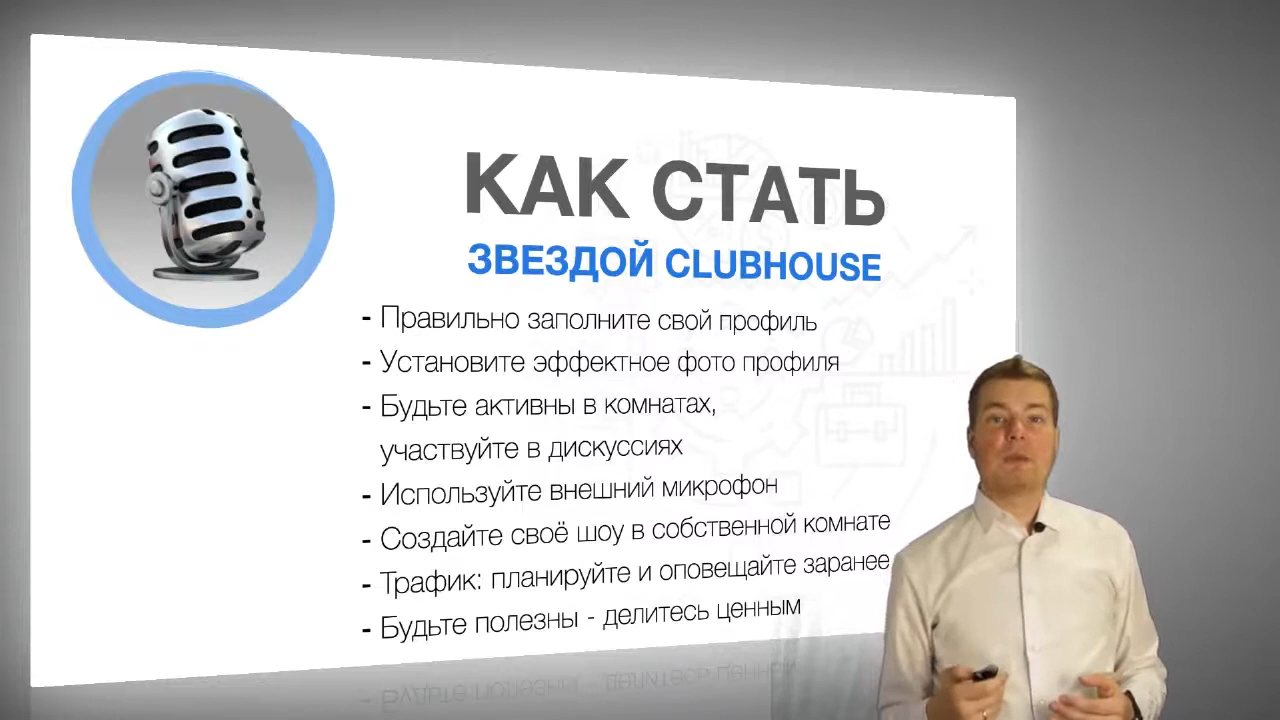 КАК СТАТЬ
ЗВЕЗДОЙ CLUBHOUSE
- Правильно заполните свой профиль
- Установите эффектное фото профиля
- Будьте активны в комнатах,
участвуйте в дискуссиях
- Используйте внешний микрофон
- Создайте своё шоу в собственной комнате
- Трафик: планируйте и оповещайте заранее
- Будьте полезны - делитесь ценным